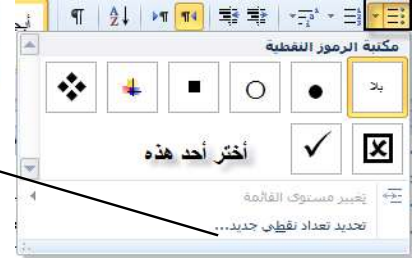 مكتبة الرموز النقطية
بلا
أختر أحد هذه
تغيير مستوى القائمة
تحديد تعداد نقطي جديد...